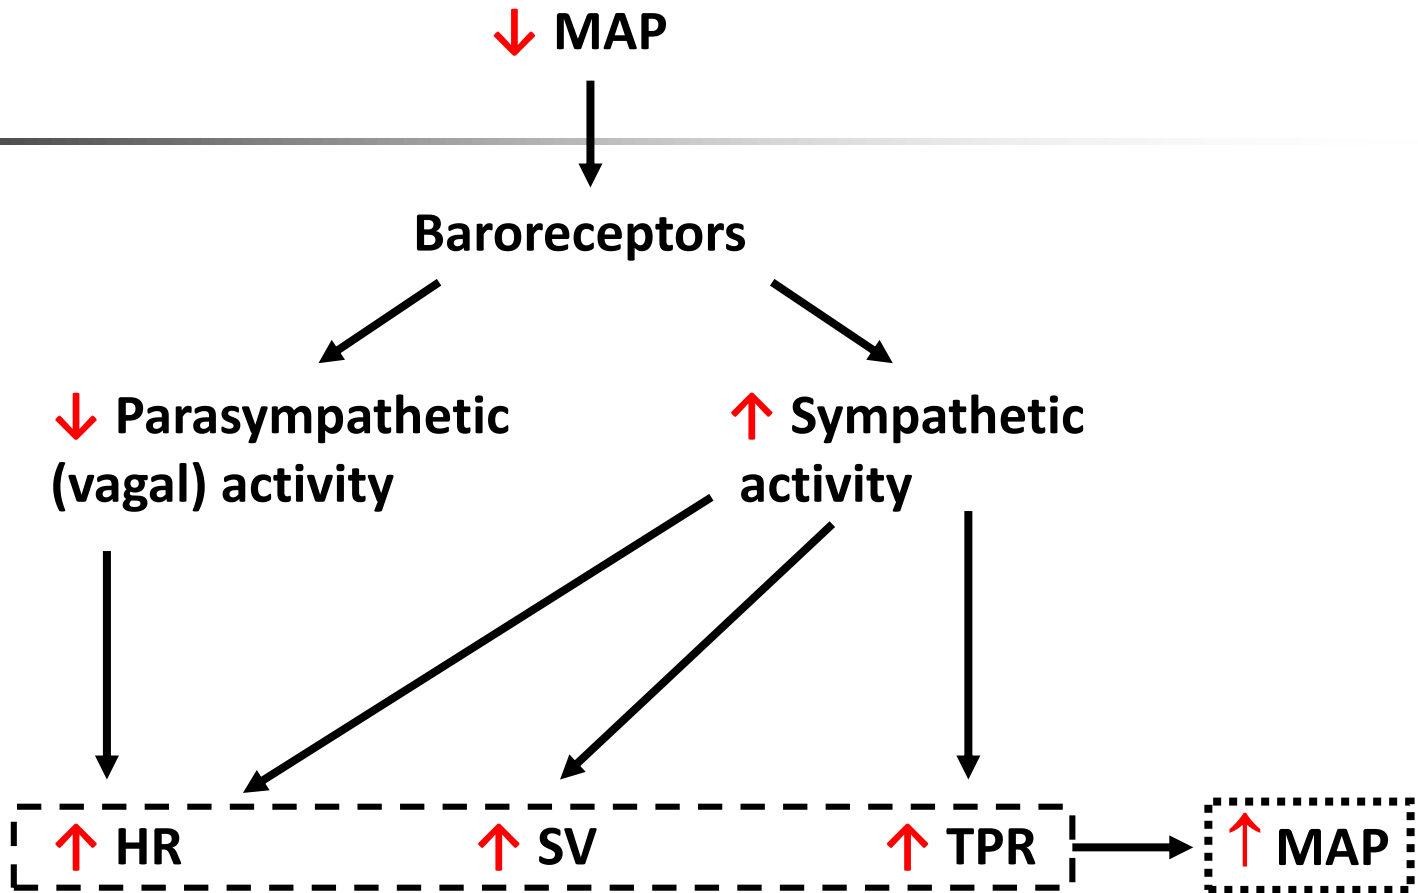 ↓ MAP
Baroreceptors
↓ Parasympathetic
(vagal) activity
↑ Sympathetic
activity
↑ HR
↑ SV
↑ TPR
↑ MAP